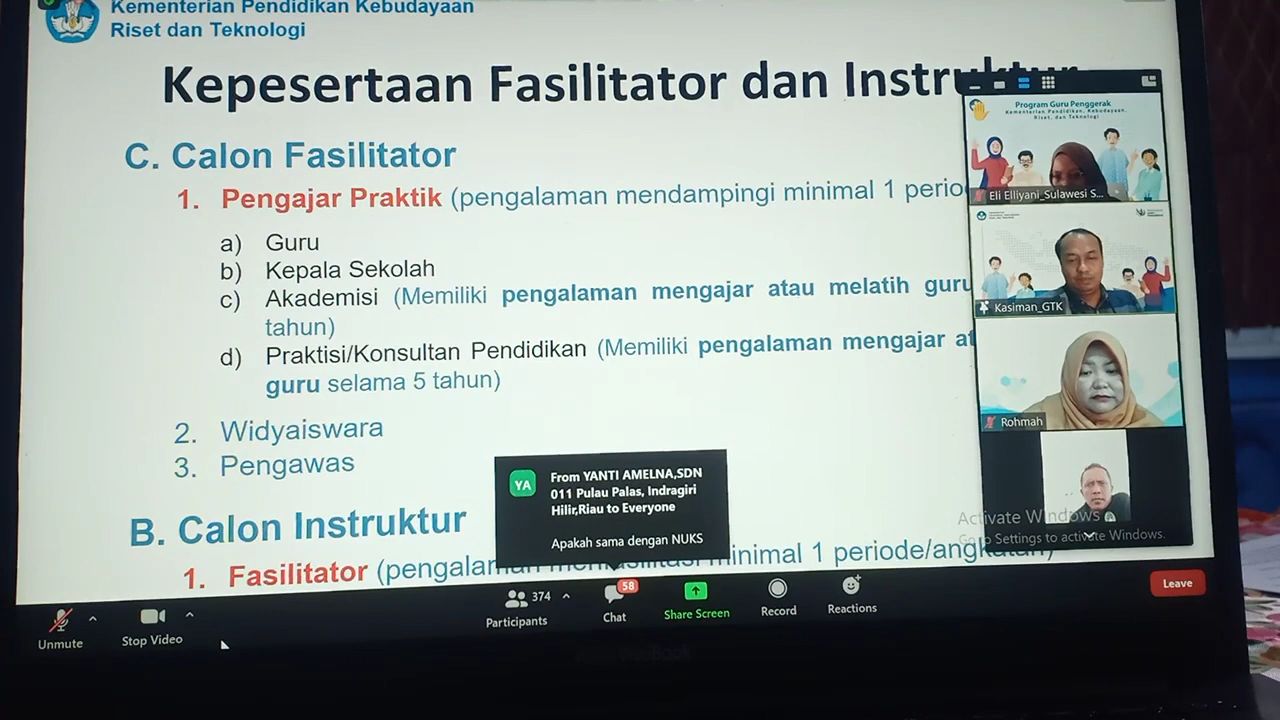 Kementerian Pendidikan Kebudayaan
Riset dan Teknologi
Kepesertaan Fasilitator dan Instruktur
C. Calon Fasilitator
1. Pengajar Praktik (pengalaman mendampingi minimal 1 perio
a) Guru
b) Kepala Sekolah
c) Akademisi (Memiliki pengalaman mengajar atau melatih guru
tahun)
d) Praktisi/Konsultan Pendidikan (Memiliki pengalaman mengajar at
guru selama 5 tahun)
2. Widyaiswara
3. Pengawas
B. Calon Instruktur
1. Fasilitator (pengalaman memfasilitasi minimal 1 periode/angkatan)
Program Guru Penggerak
Kementerian Pendidikan, Kebudayaan,
Riset, dan Teknologi
Eli Elliyani_Sulawesi S...
Kasiman_GTK
Rohmah
Activate Windows
Go to Settings to activate Windows.
YA
From YANTI AMELNA,SDN
011 Pulau Palas, Indragiri
Hilir,Riau to Everyone
Apakah sama dengan NUKS
Unmute
Stop Video
374
Participants
58
Chat
Share Screen
Record
Reactions
Leave